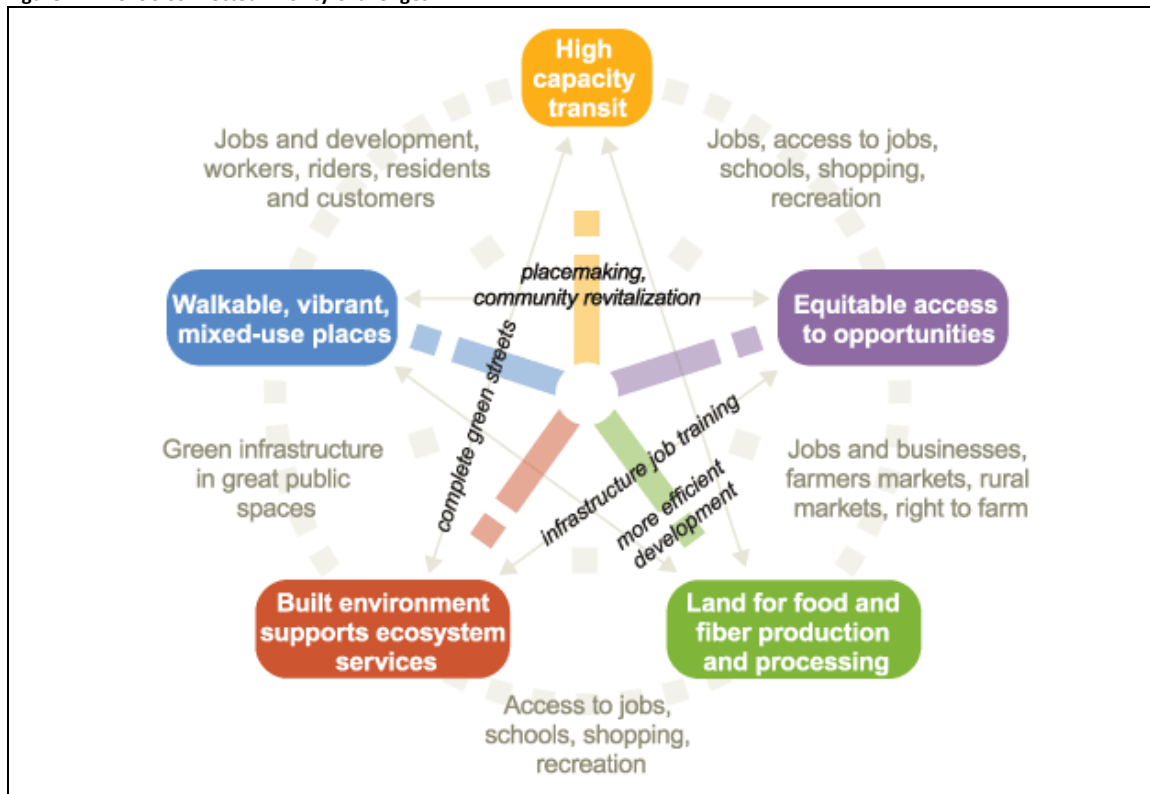 High
capacity
transit
Jobs and development,
workers, riders, residents
and customers
Jobs, access to jobs,
schools, shopping,
recreation
placemaking,
community revitalization
Walkable, vibrant,
mixed-use places
Equitable access
to opportunities
complete green streets
infrastructure job training
more efficient
development
Green infrastructure
in great public
spaces
Jobs and businesses,
farmers markets, rural
markets, right to farm
Built environment
supports ecosystem
services
Land for food and
fiber production
and processing
Access to jobs,
schools, shopping,
recreation